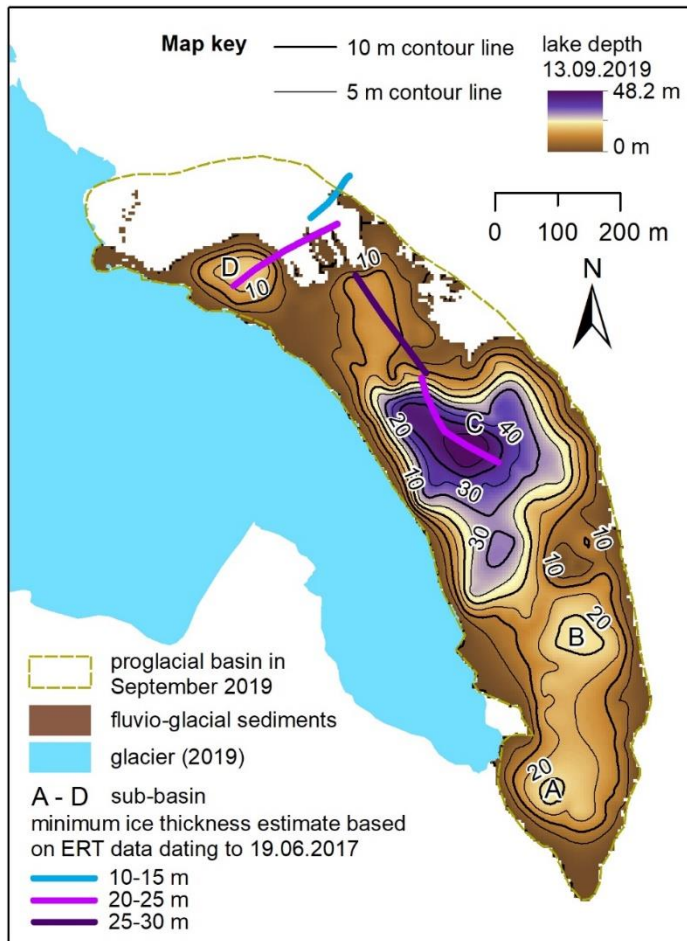 Map key
10 m contour line
5 m contour line
lake depth
13.09.2019
48.2 m
0 m
0 100 200 m
N
D
10
10
20
C
40
10
30
30
10
10
20
B
20
A
proglacial basin in
September 2019
fluvio-glacial sediments
glacier (2019)
A - D sub-basin
minimum ice thickness estimate based
on ERT data dating to 19.06.2017
10-15 m
20-25 m
25-30 m